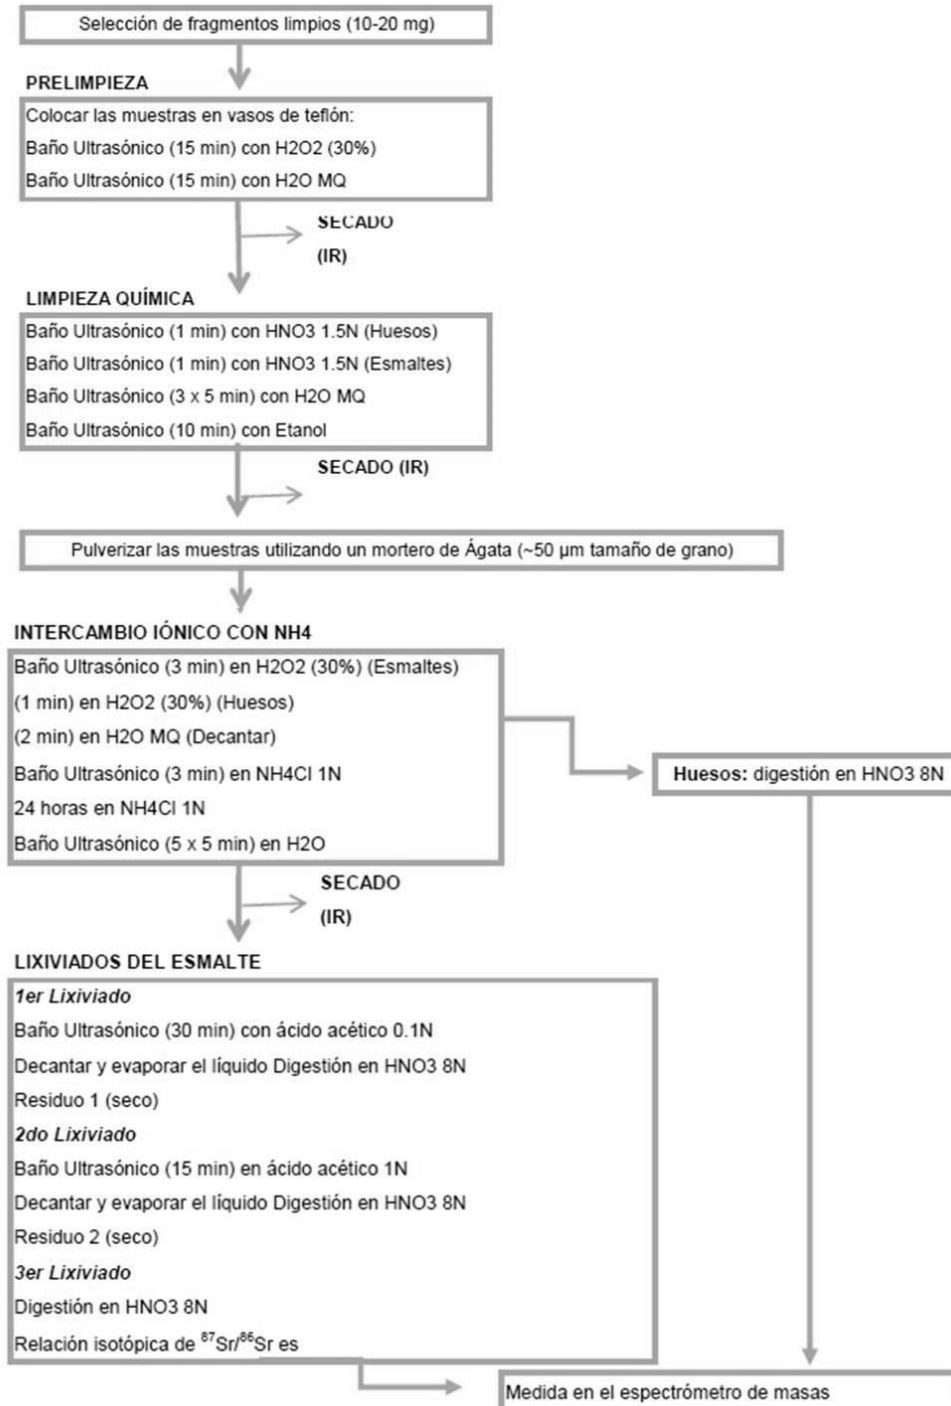 Selección de fragmentos limpios (10-20 mg)
PRELIMPIEZA
Colocar las muestras en vasos de teflón:
Baño Ultrasónico (15 min) con H2O2 (30%)
Baño Ultrasónico (15 min) con H2O MQ
SECADO
(IR)
LIMPIEZA QUÍMICA
Baño Ultrasónico (1 min) con HNO3 1.5N (Huesos)
Baño Ultrasónico (1 min) con HNO3 1.5N (Esmaltes)
Baño Ultrasónico (3 x 5 min) con H2O MQ
Baño Ultrasónico (10 min) con Etanol
SECADO (IR)
Pulverizar las muestras utilizando un mortero de Ágata (~50 µm tamaño de grano)
INTERCAMBIO IÓNICO CON NH4
Baño Ultrasónico (3 min) en H2O2 (30%) (Esmaltes)
(1 min) en H2O2 (30%) (Huesos)
(2 min) en H2O MQ (Decantar)
Baño Ultrasónico (3 min) en NH4Cl 1N
24 horas en NH4Cl 1N
Baño Ultrasónico (5 x 5 min) en H2O
Huesos: digestión en HNO3 8N
SECADO
(IR)
LIXIVIADOS DEL ESMALTE
1er Lixiviado
Baño Ultrasónico (30 min) con ácido acético 0.1N
Decantar y evaporar el líquido Digestión en HNO3 8N
Residuo 1 (seco)
2do Lixiviado
Baño Ultrasónico (15 min) en ácido acético 1N
Decantar y evaporar el líquido Digestión en HNO3 8N
Residuo 2 (seco)
3er Lixiviado
Digestión en HNO3 8N
Relación isotópica de ⁸⁷Sr/⁸⁶Sr es
Medida en el espectrómetro de masas